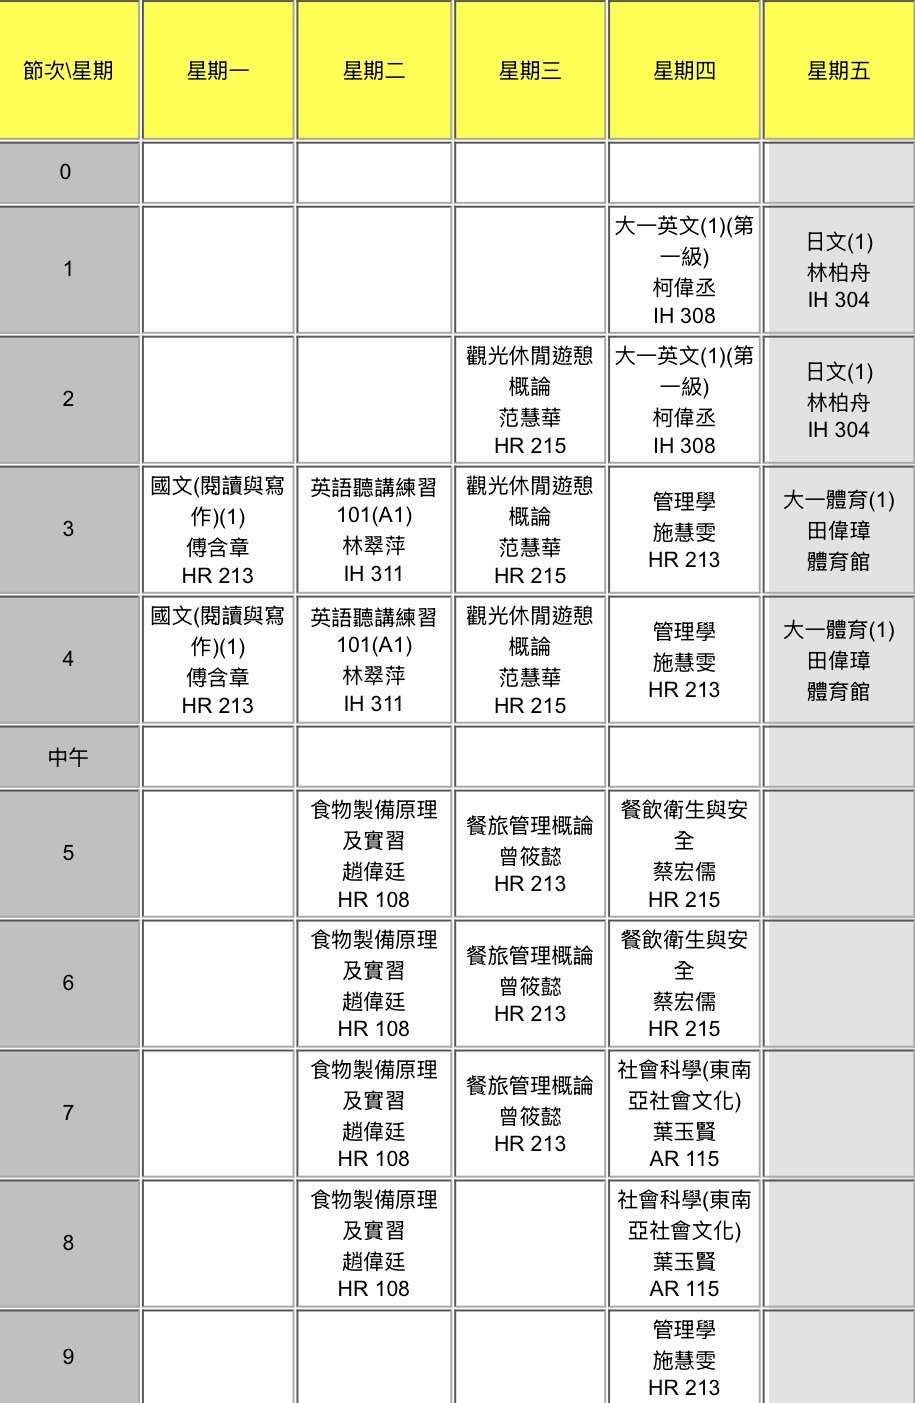 節次\星期 星期一 星期二 星期三 星期四 星期五
0
1
大一英文(1)(第
一級)
柯偉丞
IH 308
日文(1)
林柏舟
IH 304
2
觀光休閒遊憩
概論
范慧華
HR 215
大一英文(1)(第
一級)
柯偉丞
IH 308
日文(1)
林柏舟
IH 304
3
國文(閱讀與寫
作)(1)
傅含章
HR 213
英語聽講練習
101(A1)
林翠萍
IH 311
觀光休閒遊憩
概論
范慧華
HR 215
管理學
施慧雯
HR 213
大一體育(1)
田偉璋
體育館
4
國文(閱讀與寫
作)(1)
傅含章
HR 213
英語聽講練習
101(A1)
林翠萍
IH 311
觀光休閒遊憩
概論
范慧華
HR 215
管理學
施慧雯
HR 213
大一體育(1)
田偉璋
體育館
中午
5
食物製備原理
及實習
趙偉廷
HR 108
餐旅管理概論
曾筱懿
HR 213
餐飲衛生與安
全
蔡宏儒
HR 215
6
食物製備原理
及實習
趙偉廷
HR 108
餐旅管理概論
曾筱懿
HR 213
餐飲衛生與安
全
蔡宏儒
HR 215
7
食物製備原理
及實習
趙偉廷
HR 108
餐旅管理概論
曾筱懿
HR 213
社會科學(東南
亞社會文化)
葉玉賢
AR 115
8
食物製備原理
及實習
趙偉廷
HR 108
社會科學(東南
亞社會文化)
葉玉賢
AR 115
9
管理學
施慧雯
HR 213